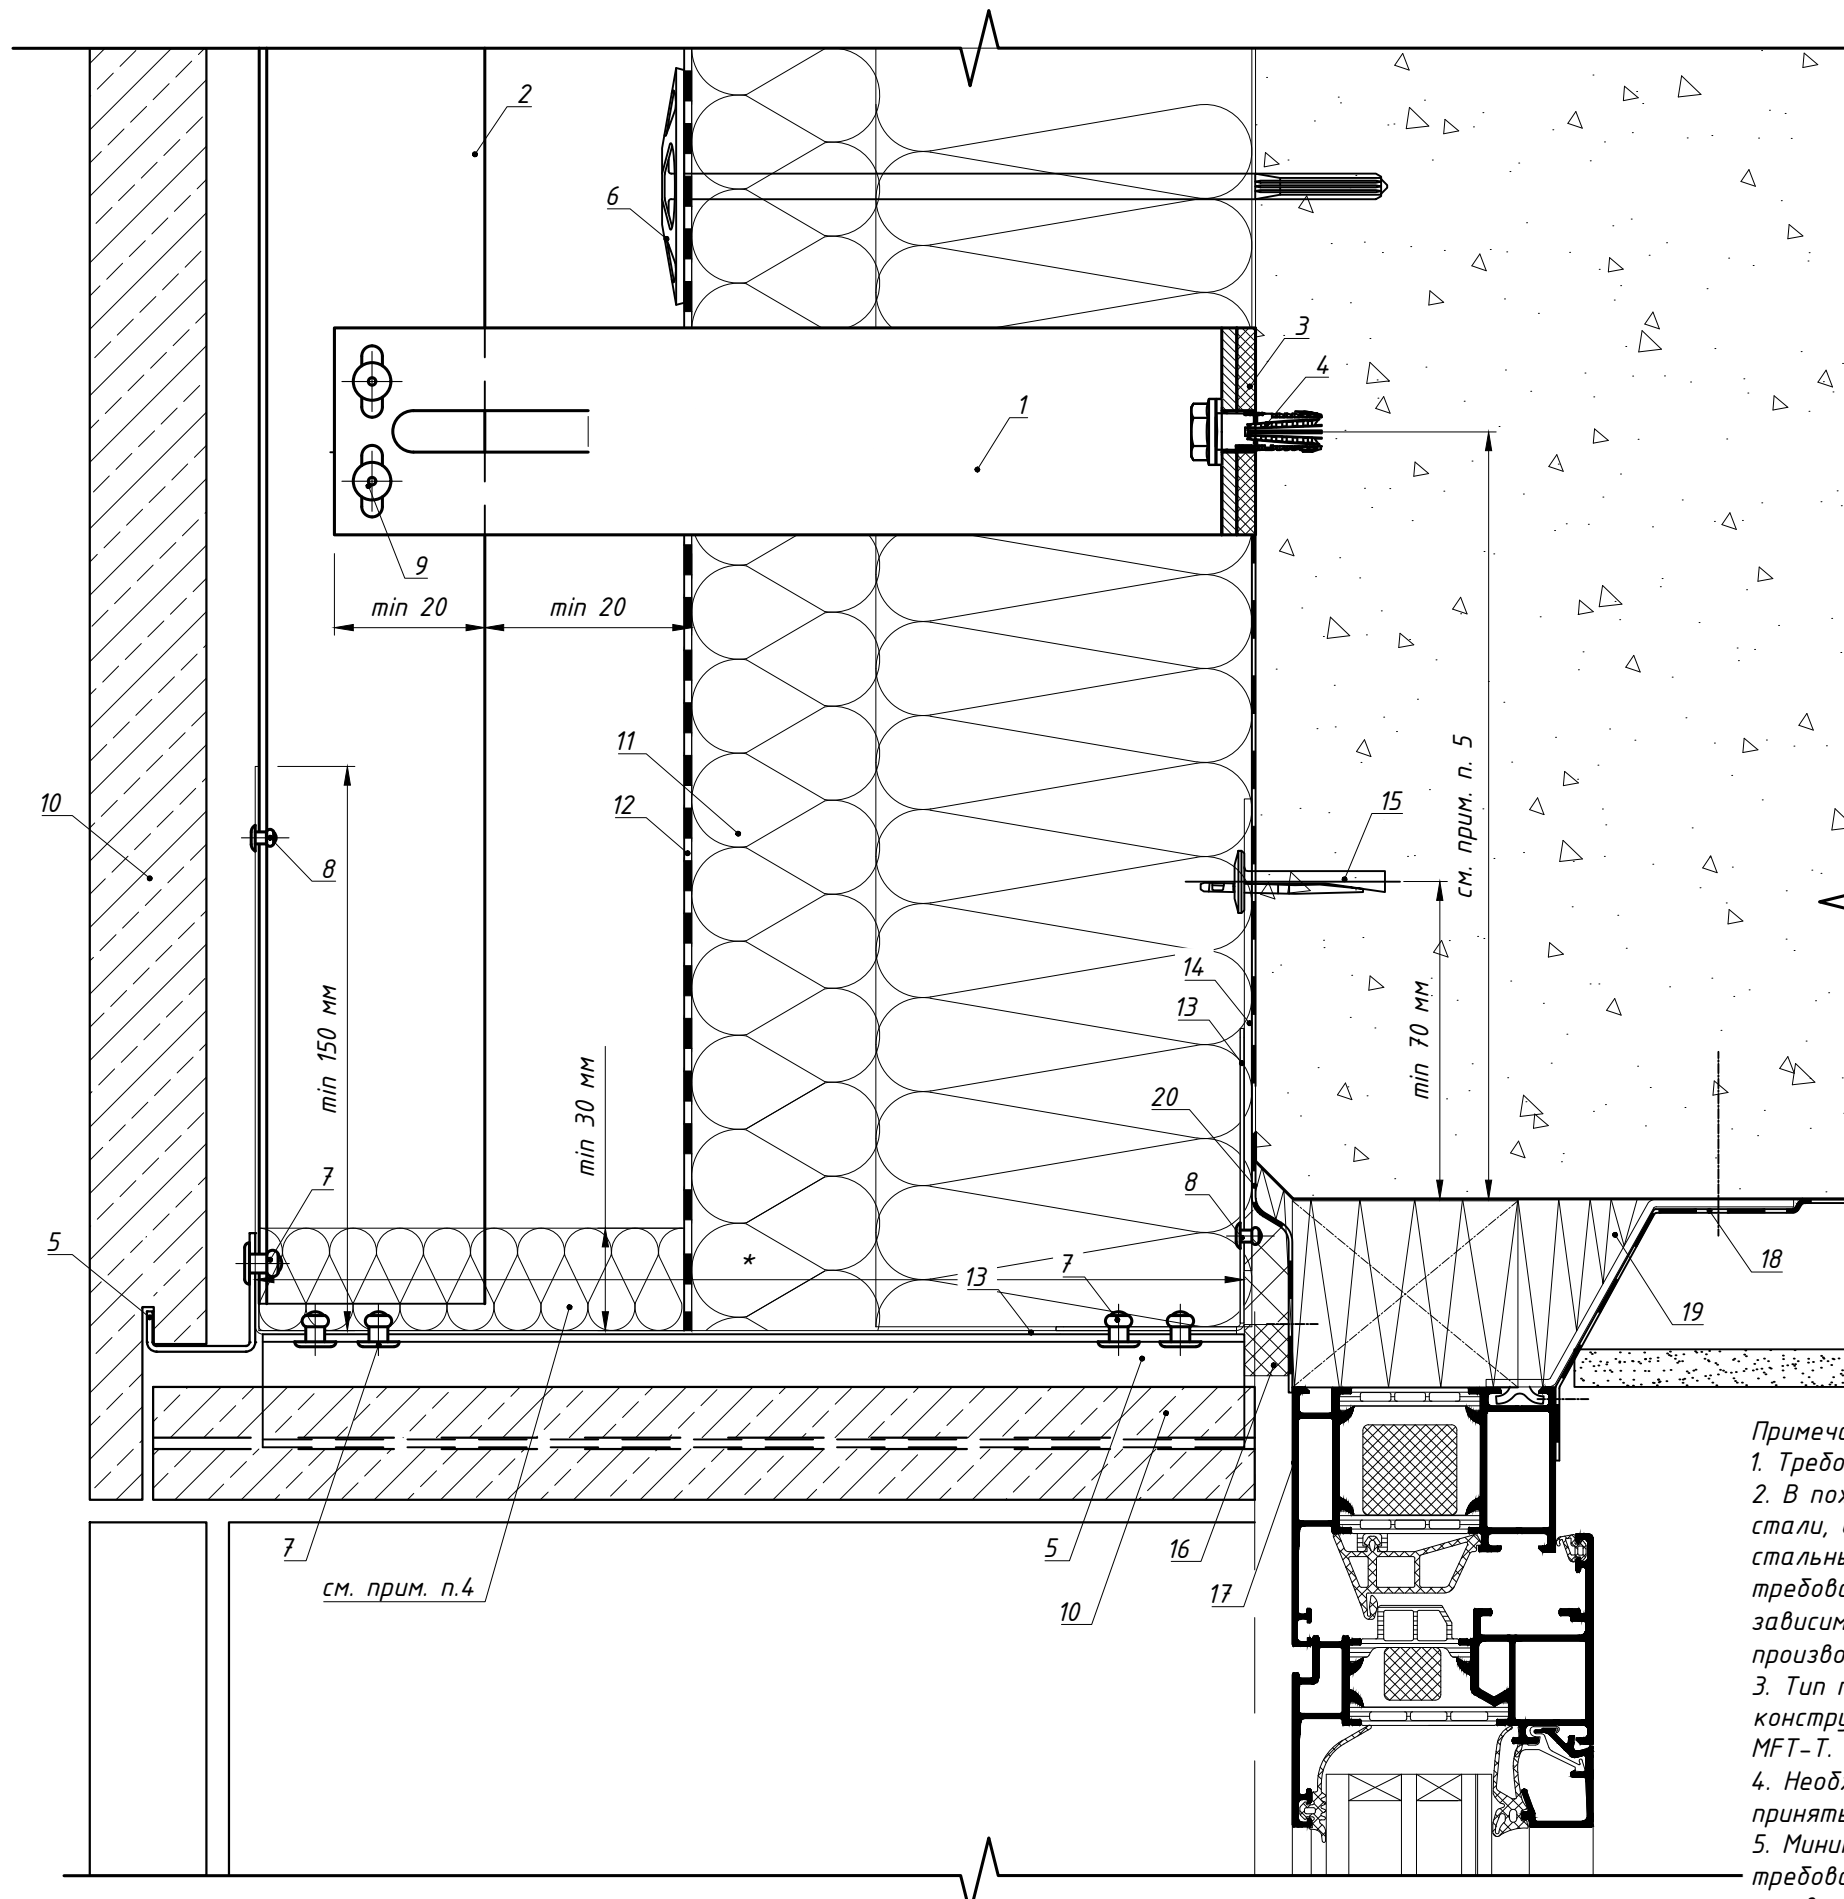 2
6
3
4
1
9
min 20
min 20
11
12
10
8
15
см. прим. п. 5
14
13
min 150 мм
min 30 мм
min 70 мм
20
8
7
5
*
13
7
18
19
7
см. прим. п.4
5
16
17
10
1. Требо
2. В пох
стали,
стальны
требова
зависим
произво
3. Тип
констру
MFT-T.
4. Необ
принять
5. Мини
требова